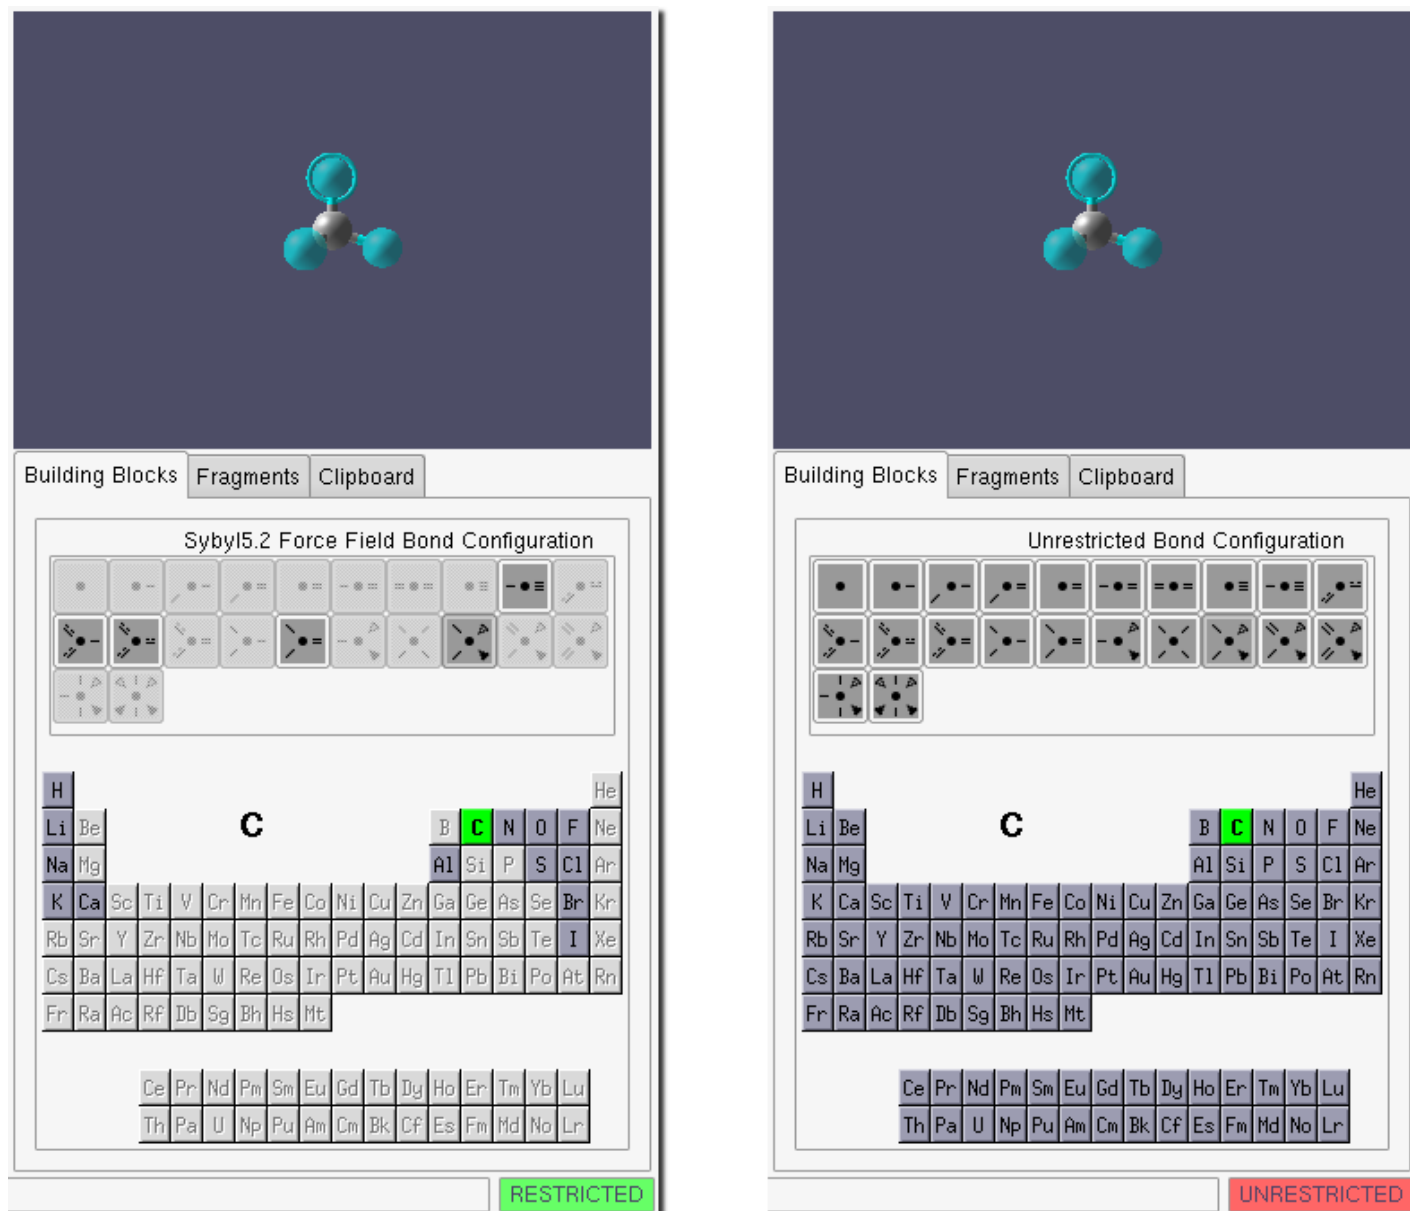 Building Blocks Fragments Clipboard
Sybyl5.2 Force Field Bond Configuration
H He
Li Be C B C N O F Ne
Na Mg Al Si P S Cl Ar
K Ca Sc Ti V Cr Mn Fe Co Ni Cu Zn Ga Ge As Se Br Kr
Rb Sr Y Zr Nb Mo Tc Ru Rh Pd Ag Cd In Sn Sb Te I Xe
Cs Ba La Hf Ta W Re Os Ir Pt Au Hg Tl Pb Bi Po At Rn
Fr Ra Ac Rf Db Sg Bh Hs Mt
Ce Pr Nd Pm Sm Eu Gd Tb Dy Ho Er Tm Yb Lu
Th Pa U Np Pu Am Cm Bk Cf Es Fm Md No Lr
RESTRICTED
Building Blocks Fragments Clipboard
Unrestricted Bond Configuration
H He
Li Be C B C N O F Ne
Na Mg Al Si P S Cl Ar
K Ca Sc Ti V Cr Mn Fe Co Ni Cu Zn Ga Ge As Se Br Kr
Rb Sr Y Zr Nb Mo Tc Ru Rh Pd Ag Cd In Sn Sb Te I Xe
Cs Ba La Hf Ta W Re Os Ir Pt Au Hg Tl Pb Bi Po At Rn
Fr Ra Ac Rf Db Sg Bh Hs Mt
Ce Pr Nd Pm Sm Eu Gd Tb Dy Ho Er Tm Yb Lu
Th Pa U Np Pu Am Cm Bk Cf Es Fm Md No Lr
UNRESTRICTED